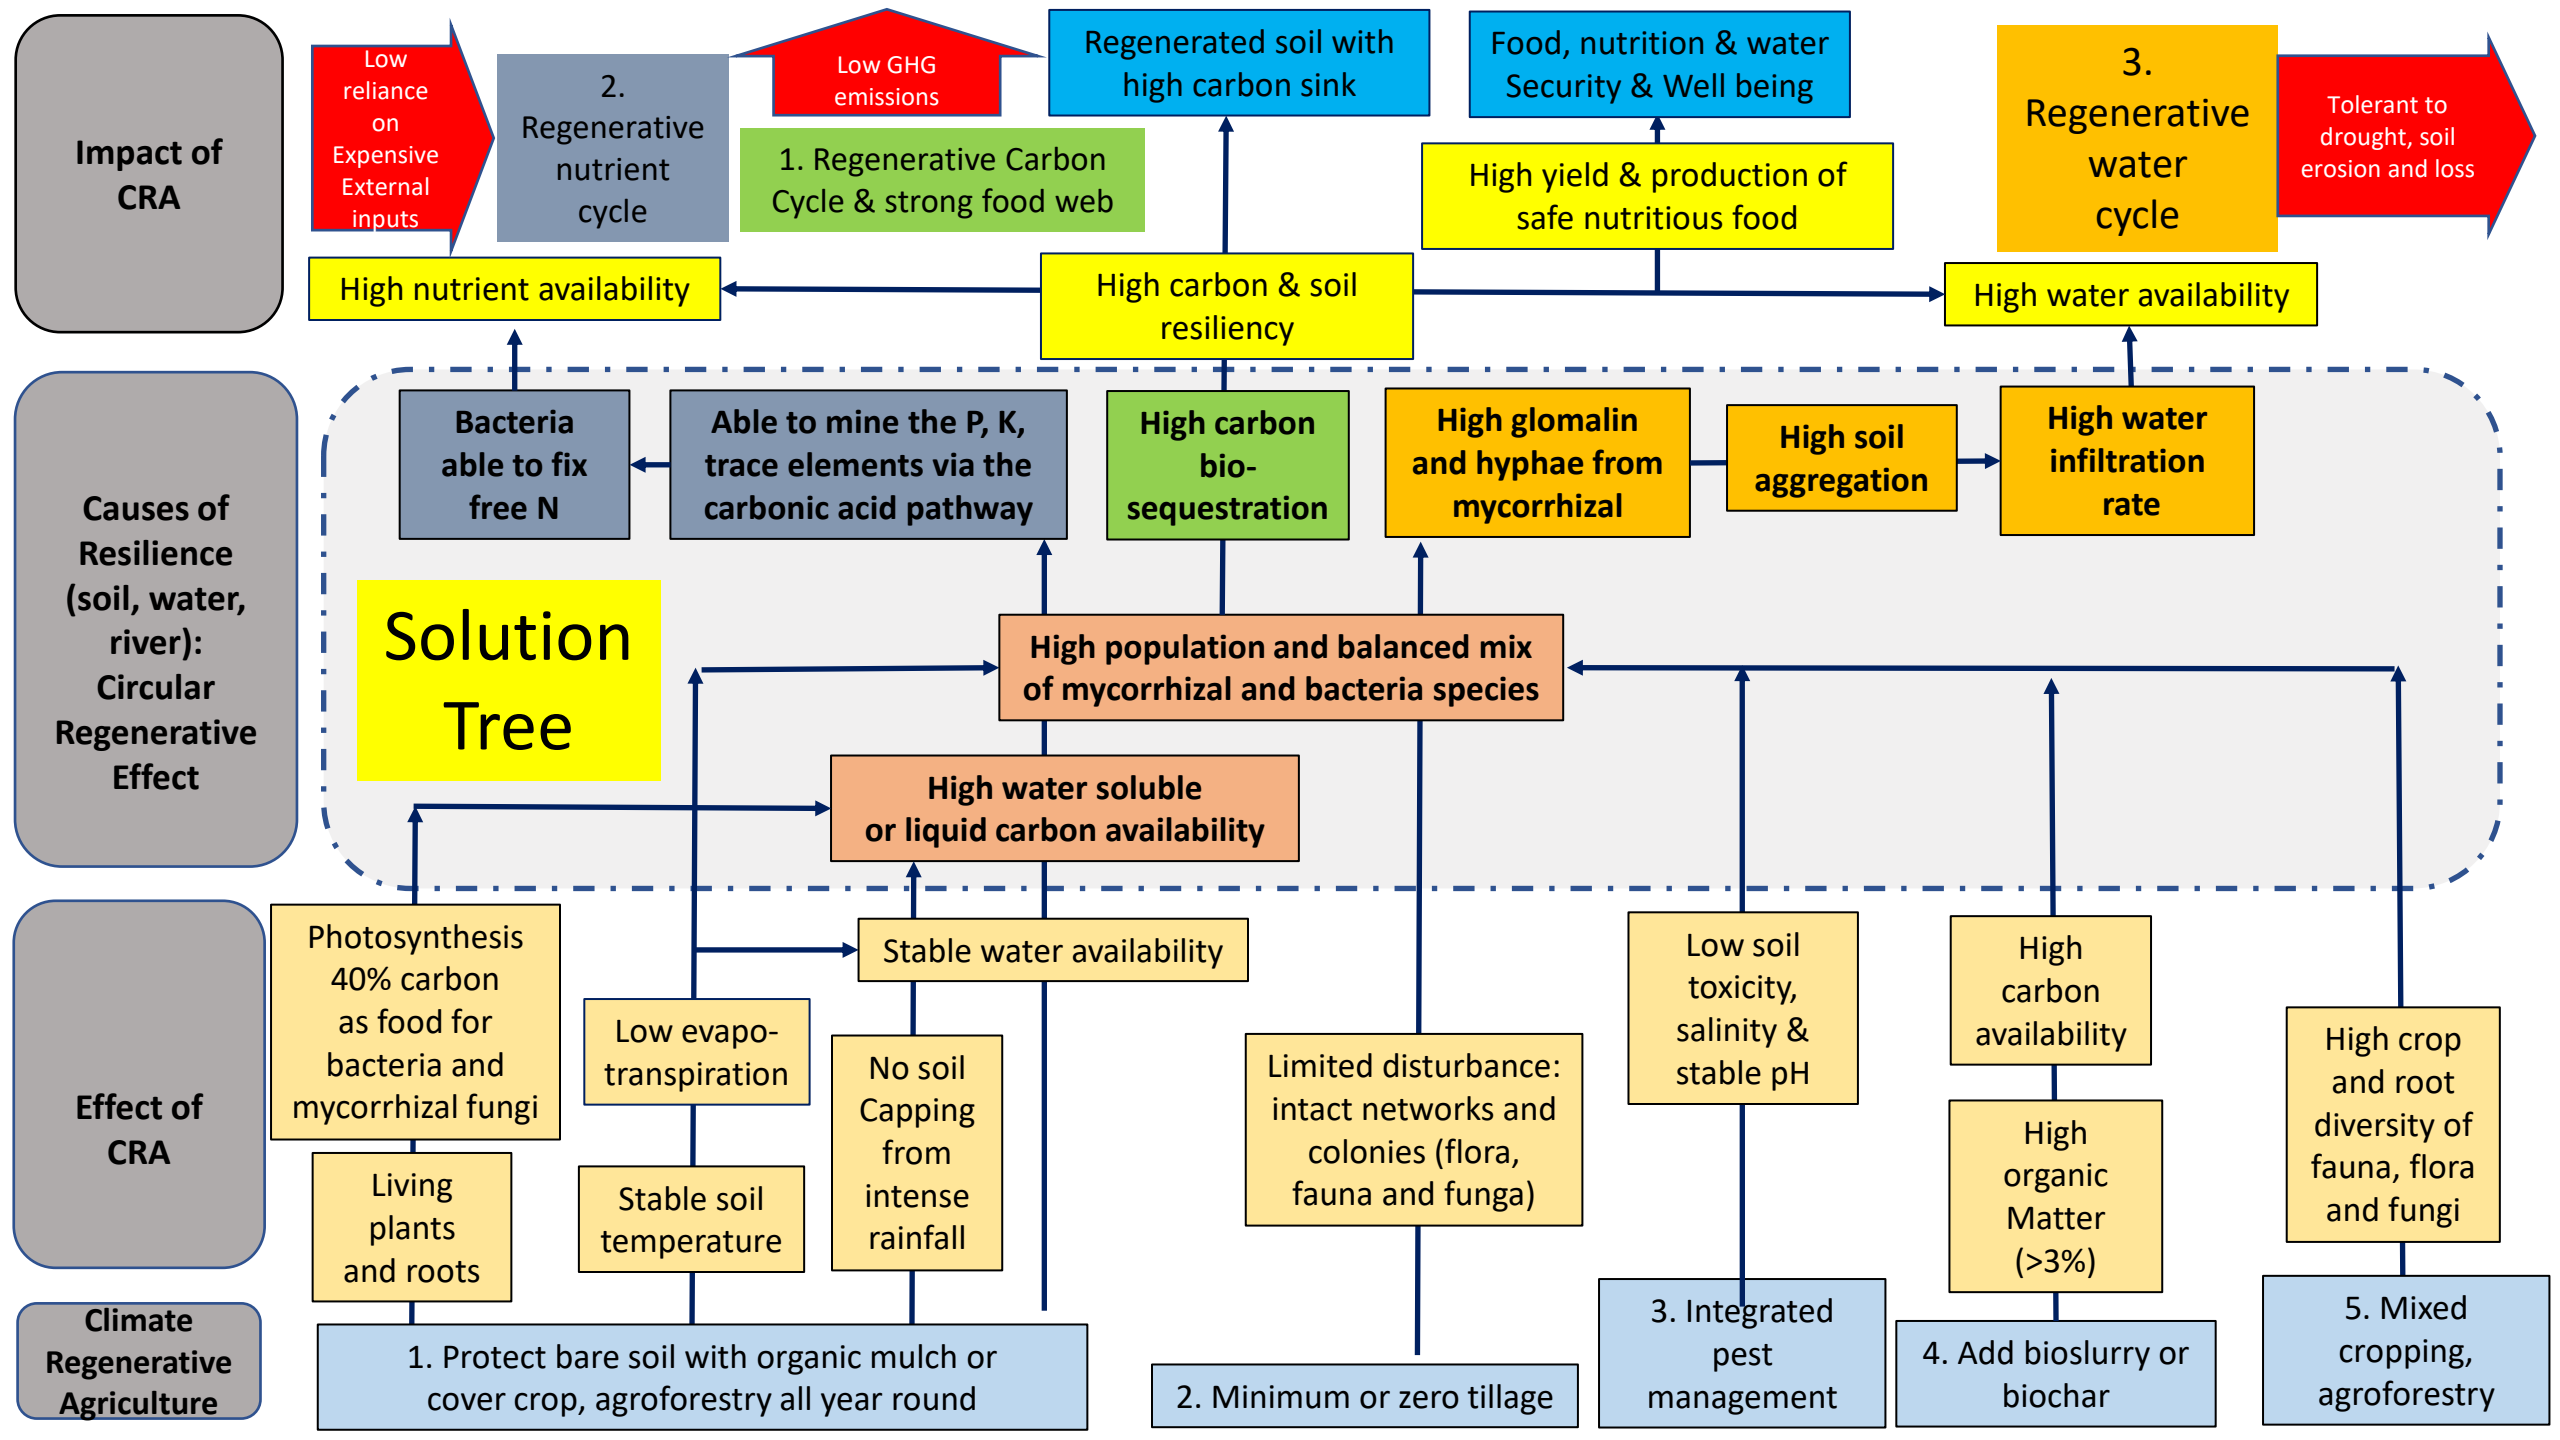 Impact of
CRA
Low
reliance
on
Expensive
External
inputs
2.
Regenerative
nutrient
cycle
Low GHG
emissions
1. Regenerative Carbon
Cycle & strong food web
Regenerated soil with
high carbon sink
Food, nutrition & water
Security & Well being
High yield & production of
safe nutritious food
3.
Regenerative
water
cycle
Tolerant to
drought, soil
erosion and loss
High nutrient availability
High carbon & soil
resiliency
High water availability
Causes of
Resilience
(soil, water,
river):
Circular
Regenerative
Effect
Bacteria
able to fix
free N
Able to mine the P, K,
trace elements via the
carbonic acid pathway
High carbon
bio-
sequestration
High glomalin
and hyphae from
mycorrhizal
High soil
aggregation
High water
infiltration
rate
Solution
Tree
High population and balanced mix
of mycorrhizal and bacteria species
High water soluble
or liquid carbon availability
Effect of
CRA
Photosynthesis
40% carbon
as food for
bacteria and
mycorrhizal fungi
Living
plants
and roots
Low evapo-
transpiration
Stable soil
temperature
Stable water availability
No soil
Capping
from
intense
rainfall
Limited disturbance:
intact networks and
colonies (flora,
fauna and funga)
Low soil
toxicity,
salinity &
stable pH
High
carbon
availability
High
organic
Matter
(>3%)
High crop
and root
diversity of
fauna, flora
and fungi
Climate
Regenerative
Agriculture
1. Protect bare soil with organic mulch or
cover crop, agroforestry all year round
2. Minimum or zero tillage
3. Integrated
pest
management
4. Add bioslurry or
biochar
5. Mixed
cropping,
agroforestry